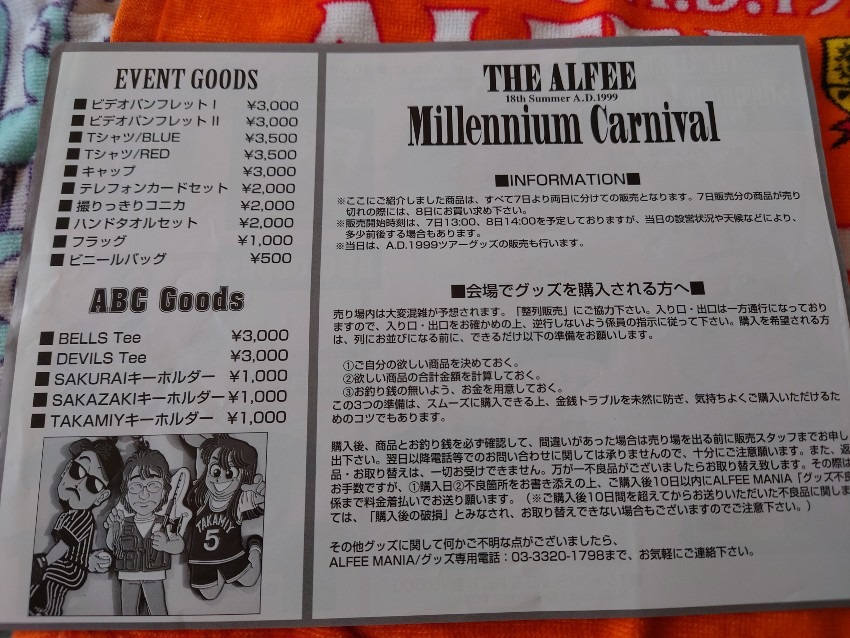 EVENT GOODS
■ビデオパンフレットⅠ ¥3,000
■ビデオパンフレットⅡ ¥3,000
■Tシャツ/BLUE ¥3,500
■Tシャツ/RED ¥3,500
■キャップ ¥3,000
■テレフォンカードセット ¥2,000
■撮りっきりコニカ ¥2,000
■ハンドタオルセット ¥2,000
■フラッグ ¥1,000
■ビニールバッグ ¥500
ABC Goods
■BELLS Tee ¥3,000
■DEVILS Tee ¥3,000
■SAKURAIキーホルダー ¥1,000
■SAKAZAKIキーホルダー ¥1,000
■TAKAMIYキーホルダー ¥1,000
TAKAMIY
5
THE ALFEE
18th Summer A.D.1999
Millennium Carnival
■INFORMATION■
※ここにご紹介しました商品は、すべて7日より両日に分けての販売となります。7日販売分の商品が売り
切れの際には、8日にお買い求め下さい。
※販売開始時刻は、7日13:00、8日14:00を予定しておりますが、当日の設営状況や天候などにより、
多少前後する場合もあります。
※当日は、A.D.1999ツアーグッズの販売も行います。
■会場でグッズを購入される方へ■
売り場内は大変混雑が予想されます。「整列販売」にご協力下さい。入り口・出口は一方通行になっており
ますので、入り口・出口をお確かめの上、逆行しないよう係員の指示に従って下さい。購入を希望される方
は、列にお並びになる前に、できるだけ以下の準備をお願いします。
①ご自分の欲しい商品を決めておく。
②欲しい商品の合計金額を計算しておく。
③お釣り銭の無いよう、お金を用意しておく。
この3つの準備は、スムーズに購入できる上、金銭トラブルを未然に防ぎ、気持ちよくご購入いただけるた
めのコツでもあります。
購入後、商品とお釣り銭を必ず確認して、間違いがあった場合は売り場を出る前に販売スタッフまでお申し
出下さい。翌日以降電話等でのお問い合わせに関しては承りませんので、十分にご注意願います。また、返
品・お取り替えは、一切お受けできません。万が一不良品がございましたらお取り替え致します。その際は
お手数ですが、①購入日②不良箇所をお書き添えの上、ご購入後10日以内にALFEE MANIA「グッズ不良
係まで料金着払いでお送り願います。（※ご購入後10日間を超えてからお送りいただいた不良品に関しま
ては、「購入後の破損」とみなされ、お取り替えできない場合もございますのでご注意下さい。）
その他グッズに関して何かご不明な点がございましたら、
ALFEE MANIA/グッズ専用電話：03-3320-1798まで、お気軽にご連絡下さい。